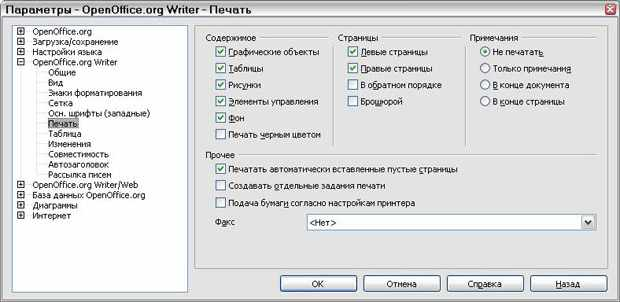 Параметры - OpenOffice.org Writer - Печать
OpenOffice.org
Загрузка/сохранение
Настройки языка
OpenOffice.org Writer
Общие
Вид
Знаки форматирования
Сетка
Осн. шрифты (западные)
Печать
Таблица
Изменения
Совместимость
Автозаголовок
Рассылка писем
OpenOffice.org Writer/Web
База данных OpenOffice.org
Диаграммы
Интернет
Содержимое
Графические объекты
Таблицы
Рисунки
Элементы управления
Фон
Печать черным цветом
Страницы
Левые страницы
Правые страницы
В обратном порядке
Брошюрой
Примечания
Не печатать
Только примечания
В конце документа
В конце страницы
Прочее
Печатать автоматически вставленные пустые страницы
Создавать отдельные задания печати
Подача бумаги согласно настройкам принтера
Факс <Нет>
ОК Отмена Справка Назад